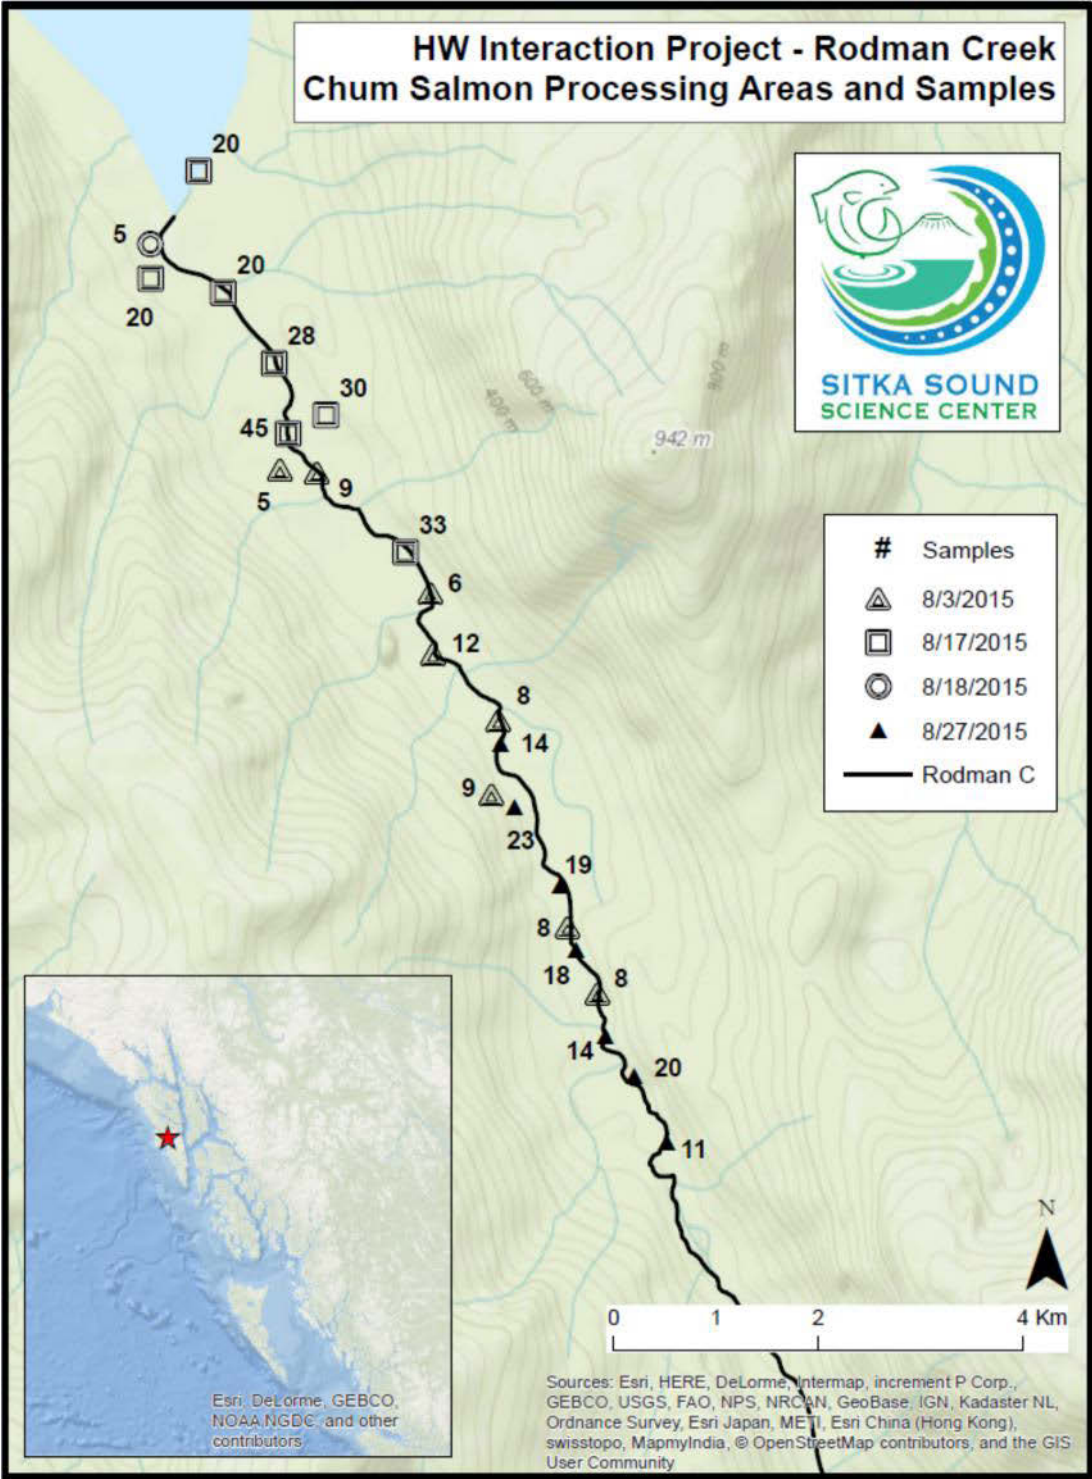 HW Interaction Project - Rodman Creek
Chum Salmon Processing Areas and Samples
20
5
20
20
28
30
45
5
9
33
6
12
8
14
9
23
19
8
18
8
14
20
11
600 m
400 m
800 m
942 m
SITKA SOUND
SCIENCE CENTER
# Samples
8/3/2015
8/17/2015
8/18/2015
8/27/2015
Rodman C
N
0 1 2 4 Km
Esri, DeLorme, GEBCO,
NOAA NGDC, and other
contributors
Sources: Esri, HERE, DeLorme, Intermap, increment P Corp.,
GEBCO, USGS, FAO, NPS, NRCAN, GeoBase, IGN, Kadaster NL,
Ordnance Survey, Esri Japan, METI, Esri China (Hong Kong),
swisstopo, MapmyIndia, © OpenStreetMap contributors, and the GIS
User Community